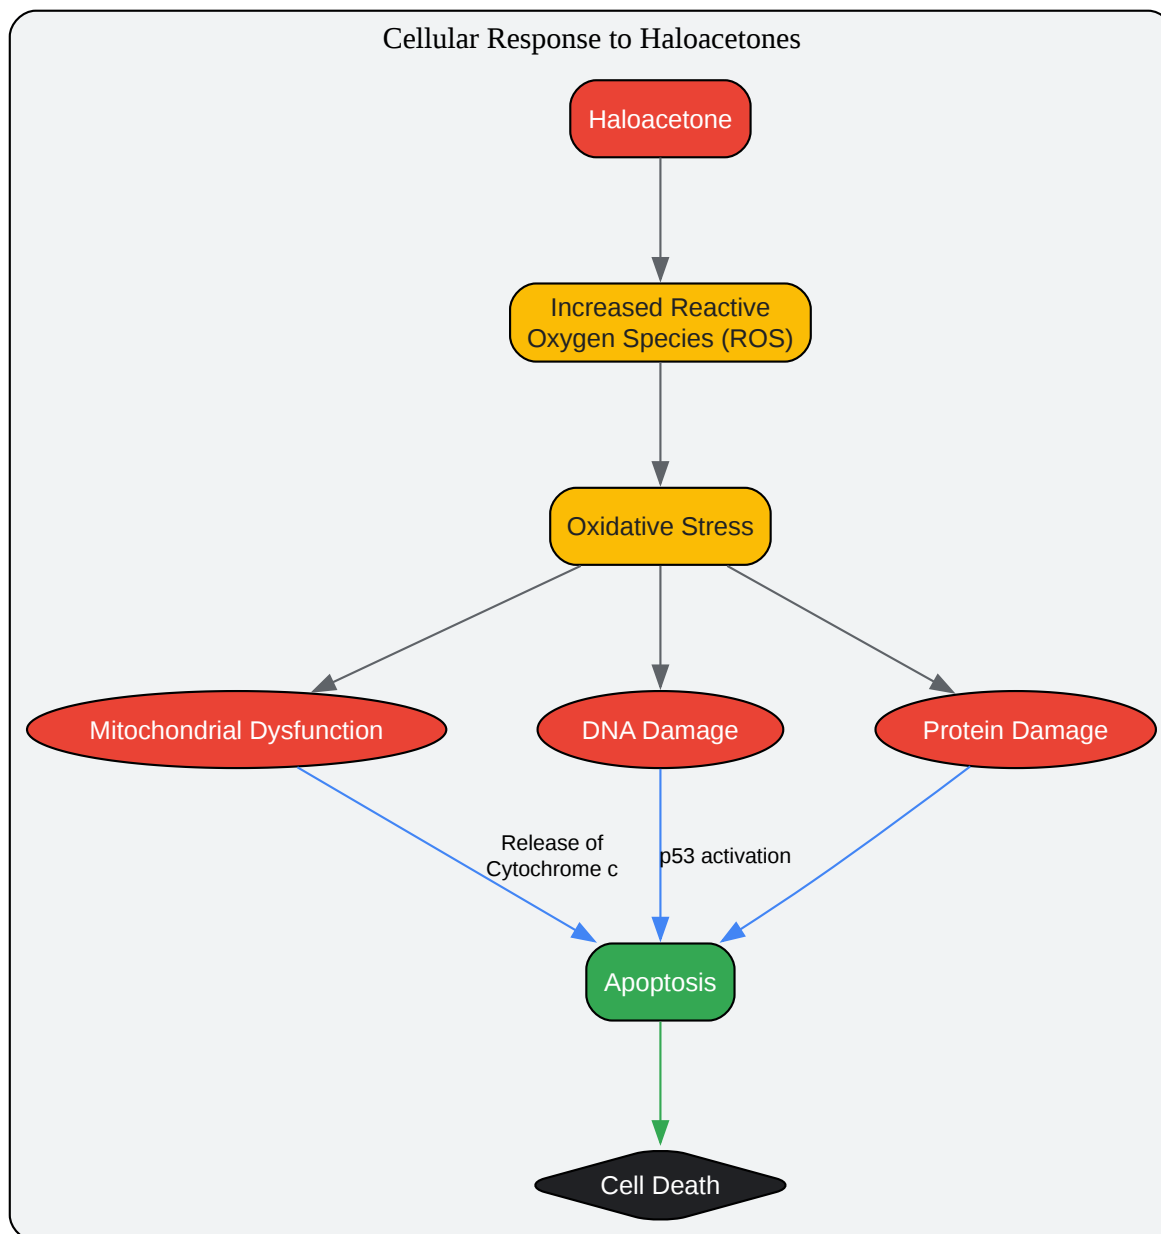 Cellular Response to Haloacetones
Haloacetone
Increased Reactive
Oxygen Species (ROS)
Oxidative Stress
Mitochondrial Dysfunction
DNA Damage
Protein Damage
Release of
Cytochrome c
p53 activation
Apoptosis
Cell Death